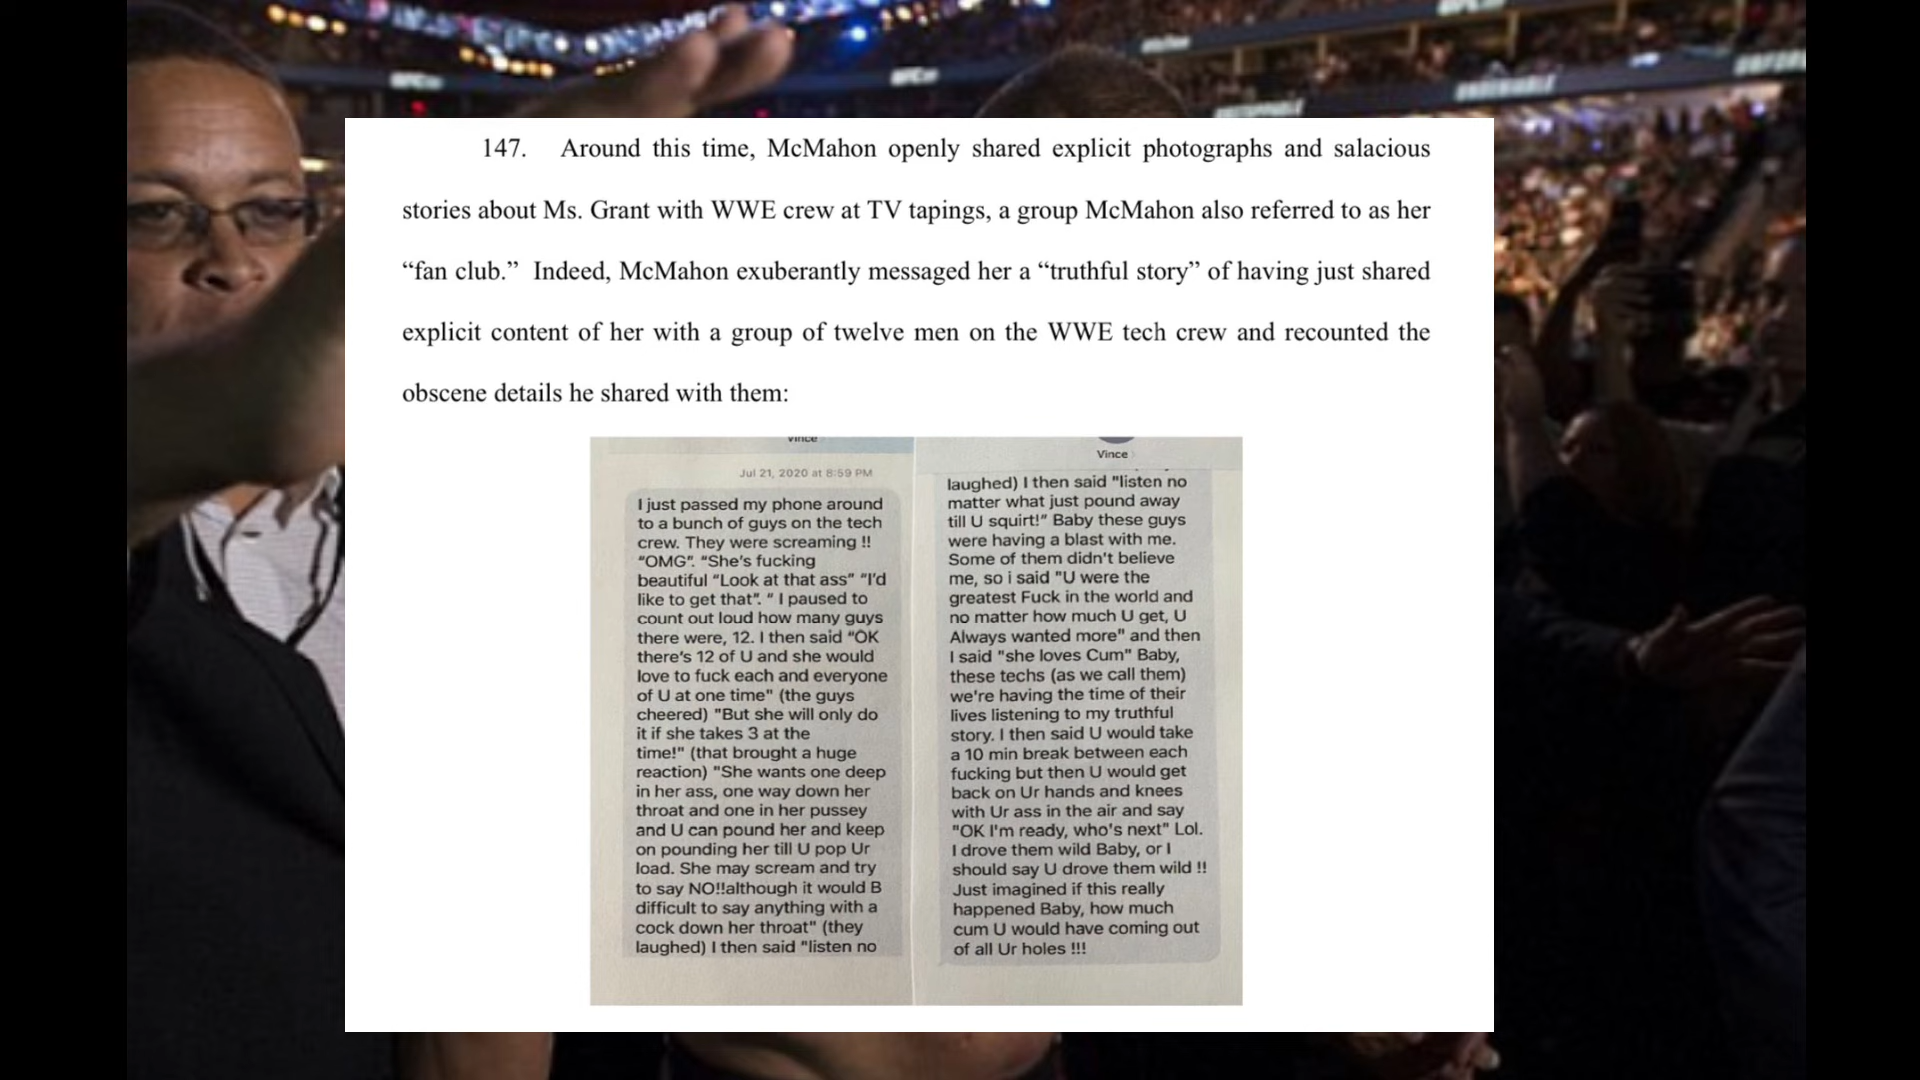 147. Around this time, McMahon openly shared explicit photographs and salacious
stories about Ms. Grant with WWE crew at TV tapings, a group McMahon also referred to as her
“fan club.” Indeed, McMahon exuberantly messaged her a “truthful story” of having just shared
explicit content of her with a group of twelve men on the WWE tech crew and recounted the
obscene details he shared with them:
Vince
Jul 21, 2020 at 8:59 PM
I just passed my phone around
to a bunch of guys on the tech
crew. They were screaming !!
“OMG”. “She’s fucking
beautiful “Look at that ass” “I’d
like to get that”. “ I paused to
count out loud how many guys
there were, 12. I then said “OK
there’s 12 of U and she would
love to fuck each and everyone
of U at one time" (the guys
cheered) "But she will only do
it if she takes 3 at the
time!" (that brought a huge
reaction) "She wants one deep
in her ass, one way down her
throat and one in her pussey
and U can pound her and keep
on pounding her till U pop Ur
load. She may scream and try
to say NO!!although it would B
difficult to say anything with a
cock down her throat" (they
laughed) I then said "listen no
Vince
laughed) I then said "listen no
matter what just pound away
till U squirt!” Baby these guys
were having a blast with me.
Some of them didn't believe
me, so i said "U were the
greatest Fuck in the world and
no matter how much U get, U
Always wanted more" and then
I said "she loves Cum" Baby,
these techs (as we call them)
we're having the time of their
lives listening to my truthful
story. I then said U would take
a 10 min break between each
fucking but then U would get
back on Ur hands and knees
with Ur ass in the air and say
"OK I'm ready, who's next" Lol.
I drove them wild Baby, or I
should say U drove them wild !!
Just imagined if this really
happened Baby, how much
cum U would have coming out
of all Ur holes !!!